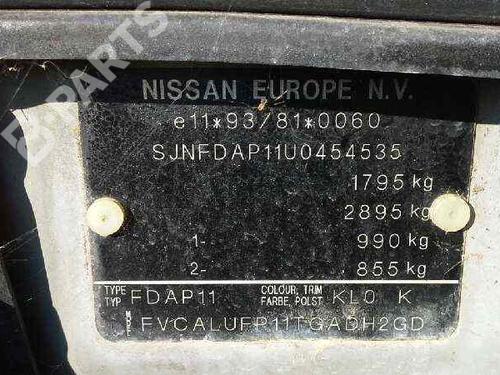 B-PARTS
NISSAN EUROPE N.V.
e11*93/81*0060
SJNFDAP11U0454535
1795 kg
2895 kg
1- 990 kg
2- 855 kg
TYPE TYP FDAP11 COLOUR, TRIM FARBE, POLST KL0 K
FVCALUFP11TGADH2GD